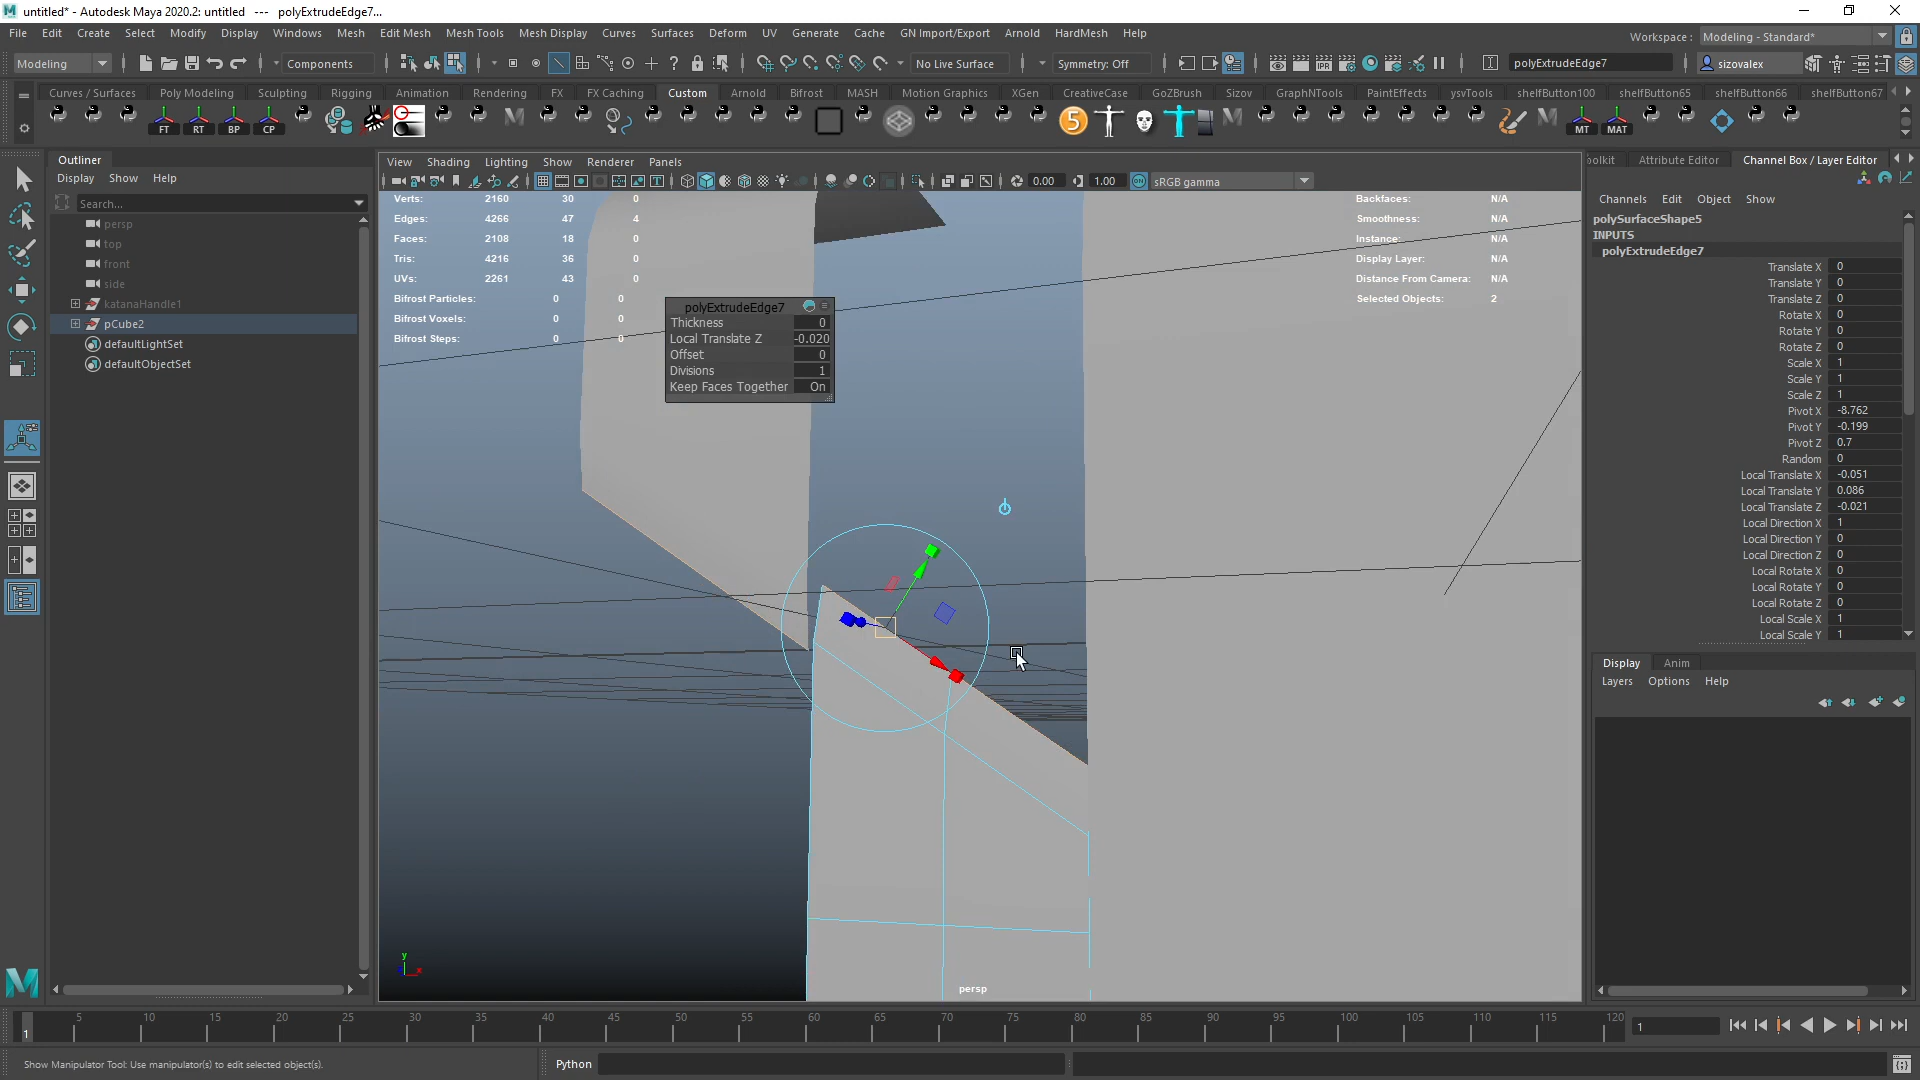 untitled* - Autodesk Maya 2020.2: untitled --- polyExtrudeEdge7...
File Edit Create Select Modify Display Windows Mesh Edit Mesh Mesh Tools Mesh Display Curves Surfaces Deform UV Generate Cache GN Import/Export Arnold HardMesh Help
Workspace : Modeling - Standard*
Modeling Components No Live Surface Symmetry: Off polyExtrudeEdge7 sizovalex
Curves / Surfaces Poly Modeling Sculpting Rigging Animation Rendering FX FX Caching Custom Arnold Bifrost MASH Motion Graphics XGen CreativeCase GoZBrush Sizov GraphNTools PaintEffects ysvTools shelfButton100 shelfButton65 shelfButton66 shelfButton67
FT RT BP CP 5 MT MAT
Outliner
Display Show Help
Search...
persp
top
front
side
katanaHandle1
pCube2
defaultLightSet
defaultObjectSet
View Shading Lighting Show Renderer Panels
0.00 1.00 sRGB gamma
Verts: 2160 30 0
Edges: 4266 47 4
Faces: 2108 18 0
Tris: 4216 36 0
UVs: 2261 43 0
Bifrost Particles: 0 0
Bifrost Voxels: 0 0
Bifrost Steps: 0 0
Backfaces: N/A
Smoothness: N/A
Instance: N/A
Display Layer: N/A
Distance From Camera: N/A
Selected Objects: 2
polyExtrudeEdge7
Thickness 0
Local Translate Z -0.020
Offset 0
Divisions 1
Keep Faces Together On
y
x
persp
oolkit Attribute Editor Channel Box / Layer Editor
Channels Edit Object Show
polySurfaceShape5
INPUTS
polyExtrudeEdge7
Translate X 0
Translate Y 0
Translate Z 0
Rotate X 0
Rotate Y 0
Rotate Z 0
Scale X 1
Scale Y 1
Scale Z 1
Pivot X -8.762
Pivot Y -0.199
Pivot Z 0.7
Random 0
Local Translate X -0.051
Local Translate Y 0.086
Local Translate Z -0.021
Local Direction X 1
Local Direction Y 0
Local Direction Z 0
Local Rotate X 0
Local Rotate Y 0
Local Rotate Z 0
Local Scale X 1
Local Scale Y 1
Display Anim
Layers Options Help
1 5 10 15 20 25 30 35 40 45 50 55 60 65 70 75 80 85 90 95 100 105 110 115 120 1
Show Manipulator Tool: Use manipulator(s) to edit selected object(s).
Python